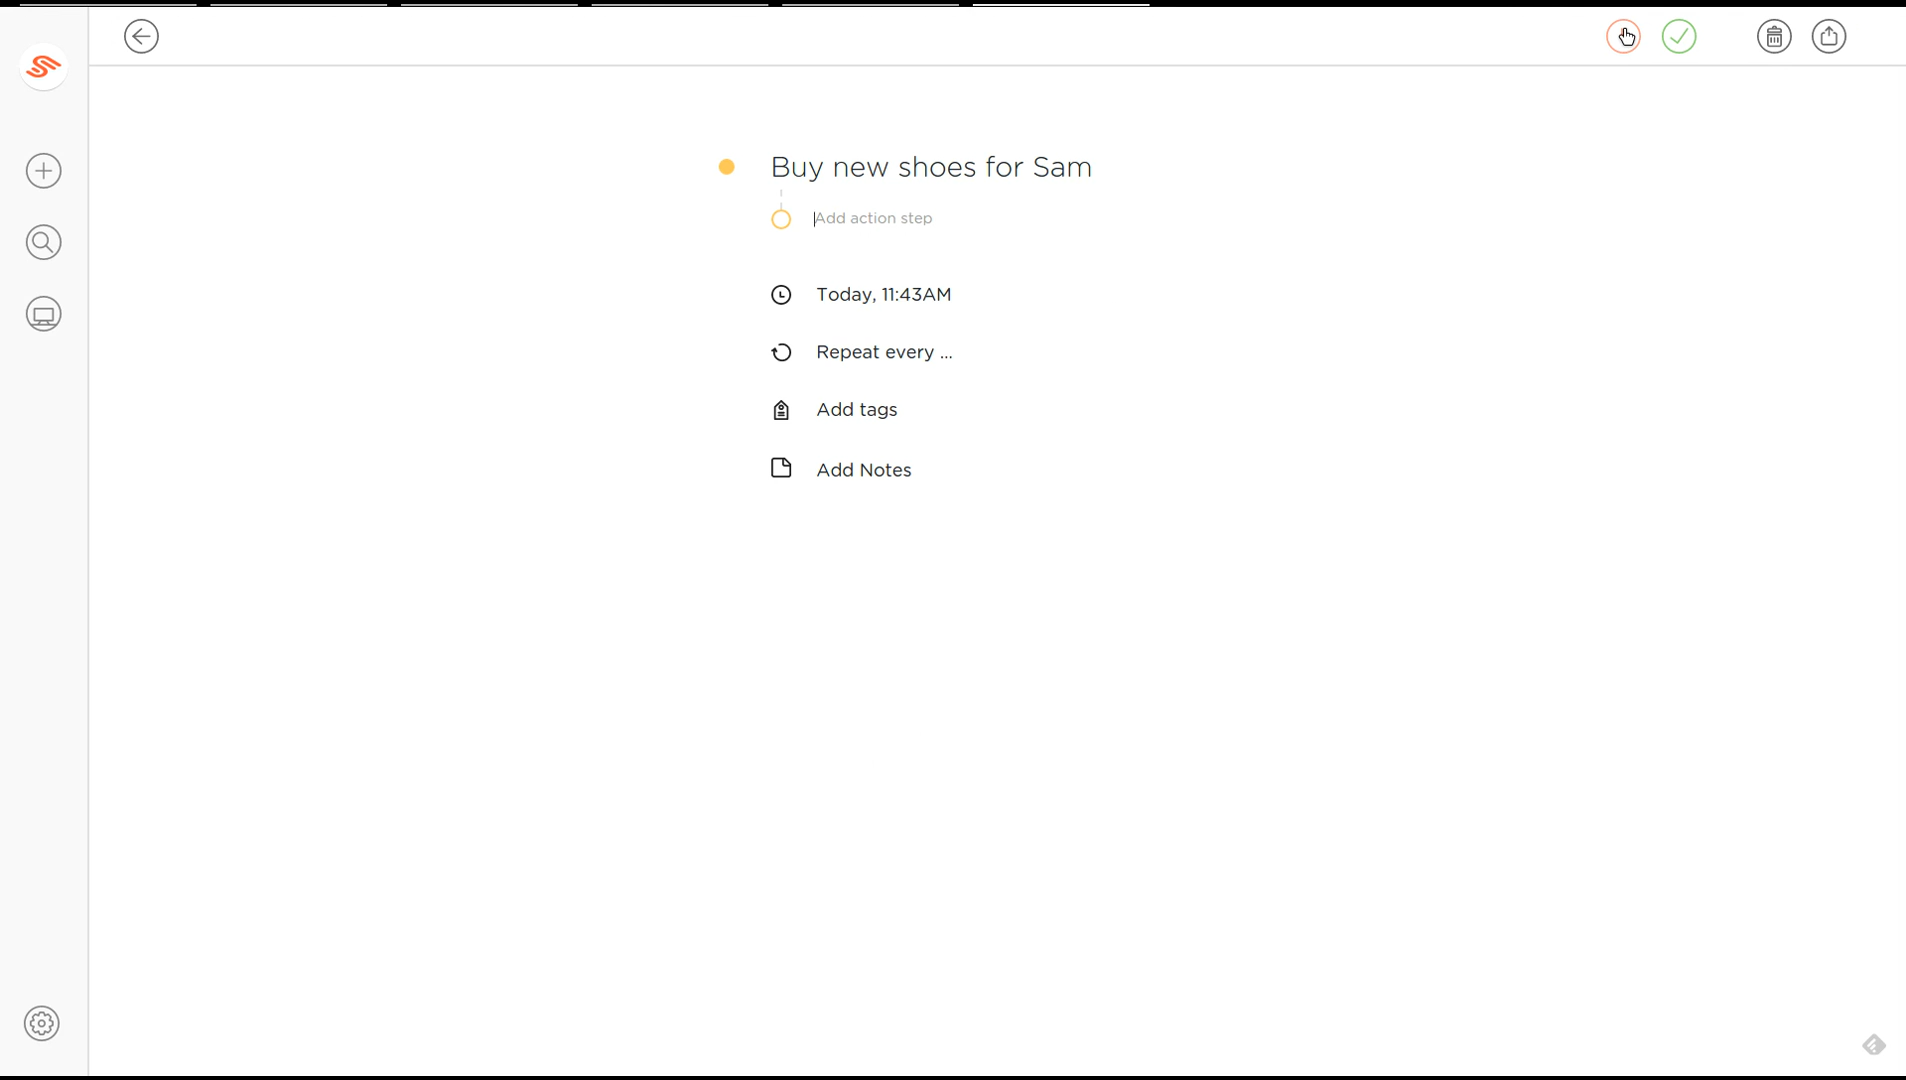 Buy new shoes for Sam
Add action step
Today, 11:43AM
Repeat every ...
Add tags
Add Notes